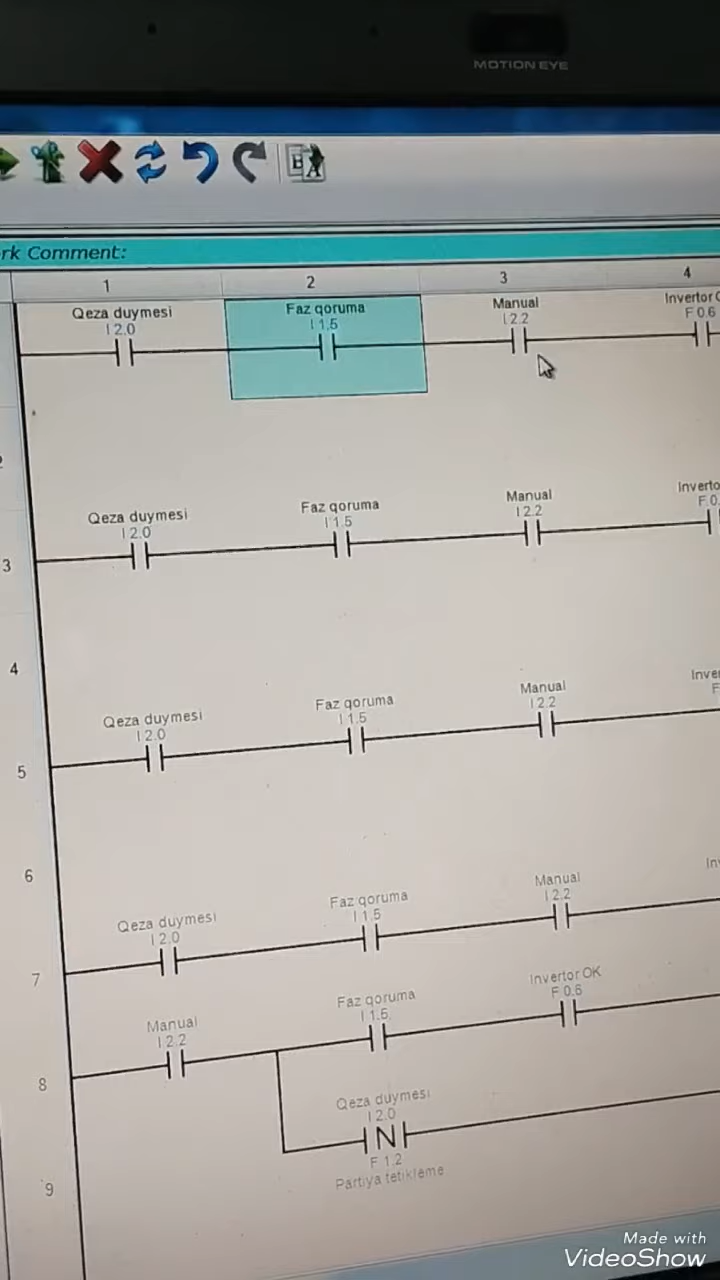 MOTION EYE
rk Comment:
1 2 3 4
Qeza duymesi Faz qoruma Manual Invertor O
I 2.0 I 1.5 I 2.2 F 0.6
2
Qeza duymesi Faz qoruma Manual Inverto
I 2.0 I 1.5 I 2.2 F 0.
3
4
Qeza duymesi Faz qoruma Manual Inver
I 2.0 I 1.5 I 2.2 F
5
6
Qeza duymesi Faz qoruma Manual Inv
I 2.0 I 1.5 I 2.2
7
Manual Faz qoruma Invertor OK
I 2.2 I 1.5 F 0.6
8
Qeza duymesi
I 2.0
N
F 1.2
Partiya tetikleme
9
Made with
VideoShow